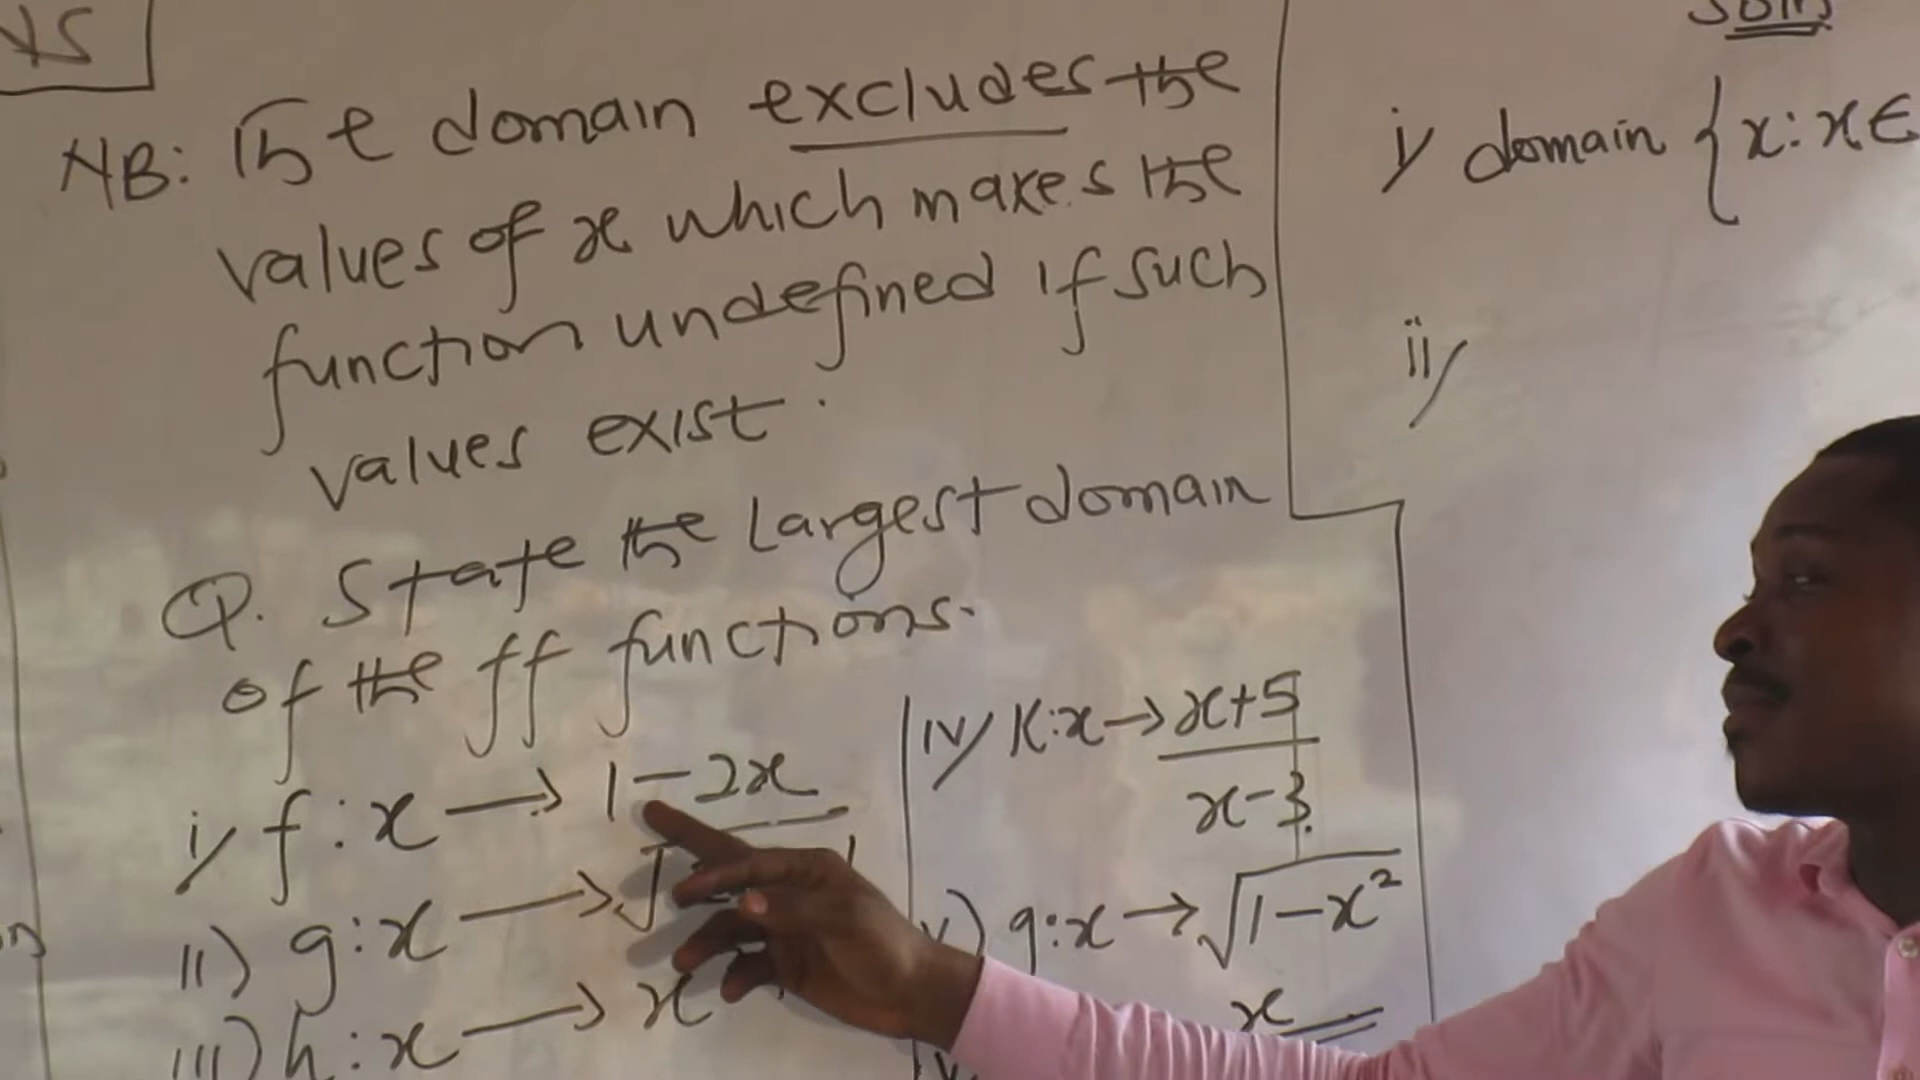 NB: The domain excludes the
values of x which makes the
function undefined if such
values exist.
Q. State the largest domain
of the ff functions.
i/ f:x → 1-2x
ii) g:x → √
iii) h:x → x
iv/ K:x → x+5
x-3
v) g:x → √1-x²
x
Soln
i/ domain {x:x∈
ii/